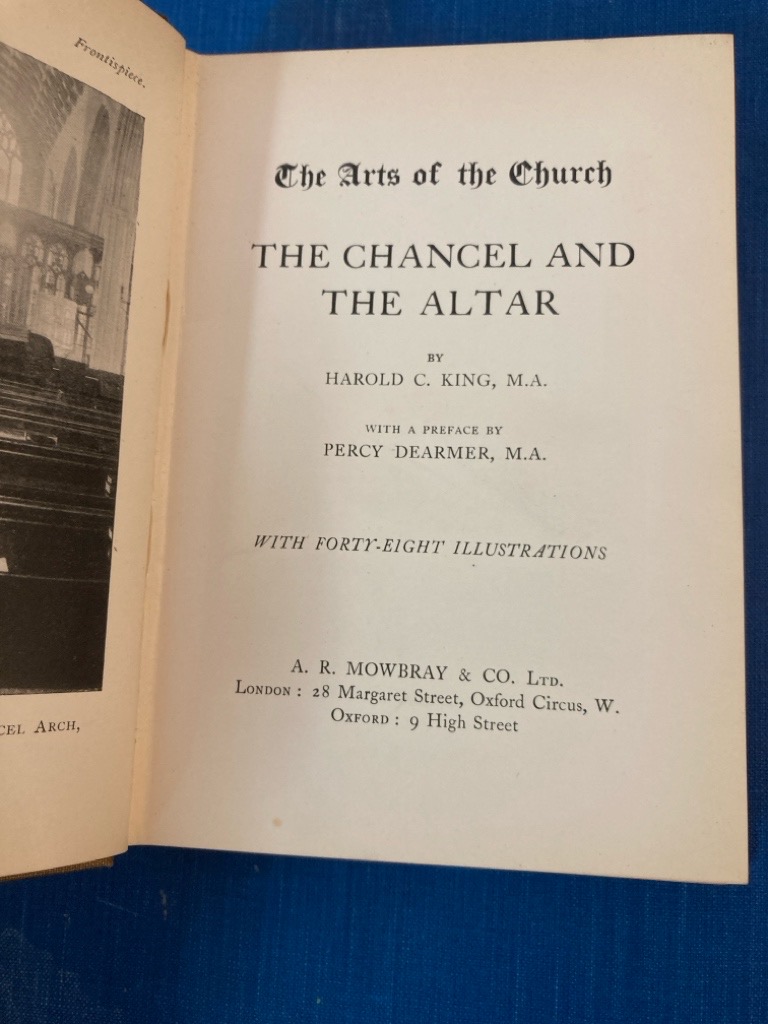 Frontispiece.
CEL ARCH,
The Arts of the Church
THE CHANCEL AND
THE ALTAR
BY
HAROLD C. KING, M.A.
WITH A PREFACE BY
PERCY DEARMER, M.A.
WITH FORTY-EIGHT ILLUSTRATIONS
A. R. MOWBRAY & CO. LTD.
LONDON : 28 Margaret Street, Oxford Circus, W.
OXFORD : 9 High Street